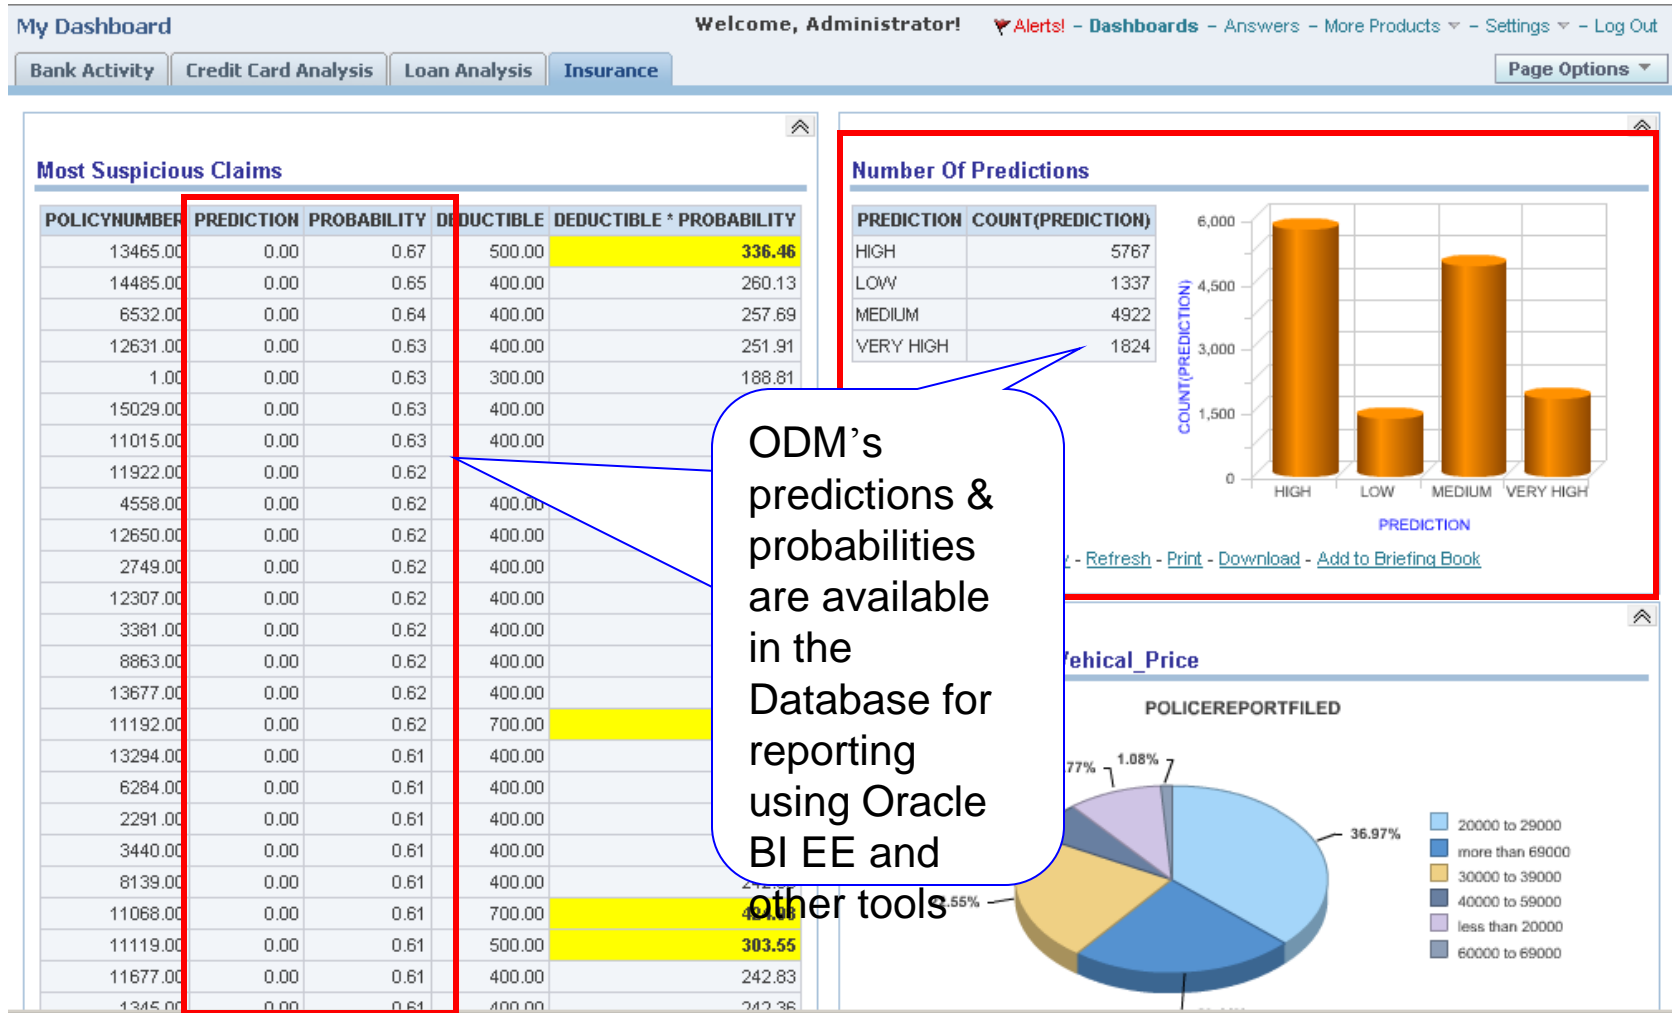 My Dashboard
Welcome, Administrator! Alerts! - Dashboards - Answers - More Products - Settings - Log Out
Bank Activity Credit Card Analysis Loan Analysis Insurance Page Options
Most Suspicious Claims
POLICYNUMBER PREDICTION PROBABILITY DEDUCTIBLE DEDUCTIBLE * PROBABILITY
13465.00 0.00 0.67 500.00 336.46
14485.00 0.00 0.65 400.00 260.13
6532.00 0.00 0.64 400.00 257.69
12631.00 0.00 0.63 400.00 251.91
1.00 0.00 0.63 300.00 188.81
15029.00 0.00 0.63 400.00
11015.00 0.00 0.63 400.00
11922.00 0.00 0.62
4558.00 0.00 0.62 400.00
12650.00 0.00 0.62 400.00
2749.00 0.00 0.62 400.00
12307.00 0.00 0.62 400.00
3381.00 0.00 0.62 400.00
8863.00 0.00 0.62 400.00
13677.00 0.00 0.62 400.00
11192.00 0.00 0.62 700.00
13294.00 0.00 0.61 400.00
6284.00 0.00 0.61 400.00
2291.00 0.00 0.61 400.00
3440.00 0.00 0.61 400.00
8139.00 0.00 0.61 400.00
11068.00 0.00 0.61 700.00
11119.00 0.00 0.61 500.00 303.55
11677.00 0.00 0.61 400.00 242.83
1345.00 0.00 0.61 400.00 242.36
ODM's
predictions &
probabilities
are available
in the
Database for
reporting
using Oracle
BI EE and
other tools
Number Of Predictions
PREDICTION COUNT(PREDICTION)
HIGH 5767
LOW 1337
MEDIUM 4922
VERY HIGH 1824
COUNT(PREDICTION)
6,000
4,500
3,000
1,500
0
HIGH LOW MEDIUM VERY HIGH
PREDICTION
- Refresh - Print - Download - Add to Briefing Book
Vehical_Price
POLICEREPORTFILED
.77% 1.08%
36.97%
22.55%
20000 to 29000
more than 69000
30000 to 39000
40000 to 59000
less than 20000
60000 to 69000